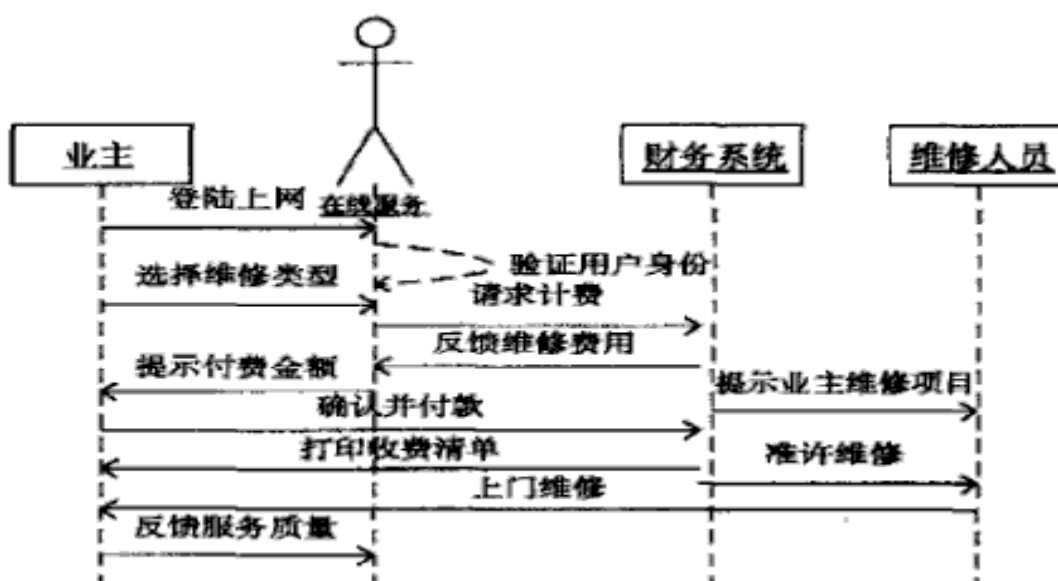 业主
财务系统
维修人员
登陆上网
在线服务
验证用户身份
选择维修类型
请求计费
反馈维修费用
提示付费金额
提示业主维修项目
确认并付款
打印收费清单
准许维修
上门维修
反馈服务质量